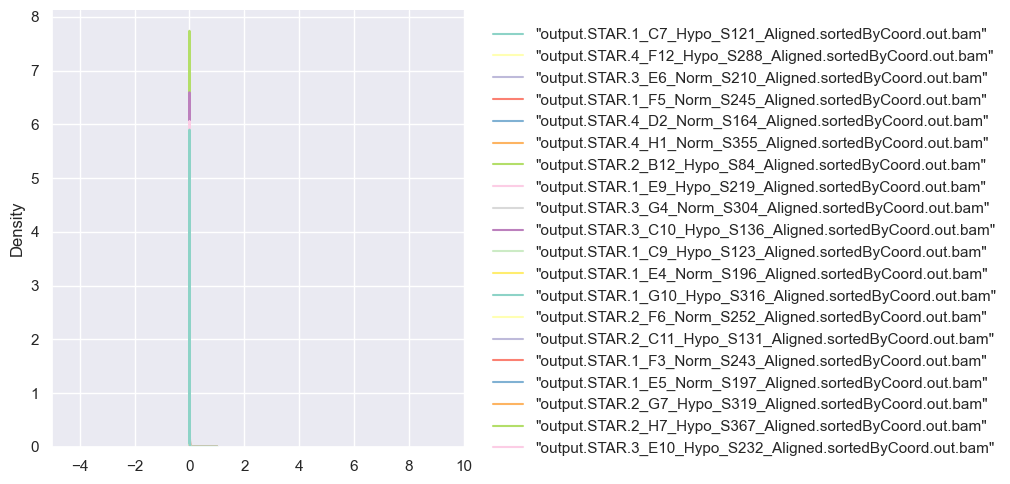 8
7
6
5
4
3
2
1
0
Density
−4
−2
0
2
4
6
8
10
"output.STAR.1_C7_Hypo_S121_Aligned.sortedByCoord.out.bam"
"output.STAR.4_F12_Hypo_S288_Aligned.sortedByCoord.out.bam"
"output.STAR.3_E6_Norm_S210_Aligned.sortedByCoord.out.bam"
"output.STAR.1_F5_Norm_S245_Aligned.sortedByCoord.out.bam"
"output.STAR.4_D2_Norm_S164_Aligned.sortedByCoord.out.bam"
"output.STAR.4_H1_Norm_S355_Aligned.sortedByCoord.out.bam"
"output.STAR.2_B12_Hypo_S84_Aligned.sortedByCoord.out.bam"
"output.STAR.1_E9_Hypo_S219_Aligned.sortedByCoord.out.bam"
"output.STAR.3_G4_Norm_S304_Aligned.sortedByCoord.out.bam"
"output.STAR.3_C10_Hypo_S136_Aligned.sortedByCoord.out.bam"
"output.STAR.1_C9_Hypo_S123_Aligned.sortedByCoord.out.bam"
"output.STAR.1_E4_Norm_S196_Aligned.sortedByCoord.out.bam"
"output.STAR.1_G10_Hypo_S316_Aligned.sortedByCoord.out.bam"
"output.STAR.2_F6_Norm_S252_Aligned.sortedByCoord.out.bam"
"output.STAR.2_C11_Hypo_S131_Aligned.sortedByCoord.out.bam"
"output.STAR.1_F3_Norm_S243_Aligned.sortedByCoord.out.bam"
"output.STAR.1_E5_Norm_S197_Aligned.sortedByCoord.out.bam"
"output.STAR.2_G7_Hypo_S319_Aligned.sortedByCoord.out.bam"
"output.STAR.2_H7_Hypo_S367_Aligned.sortedByCoord.out.bam"
"output.STAR.3_E10_Hypo_S232_Aligned.sortedByCoord.out.bam"